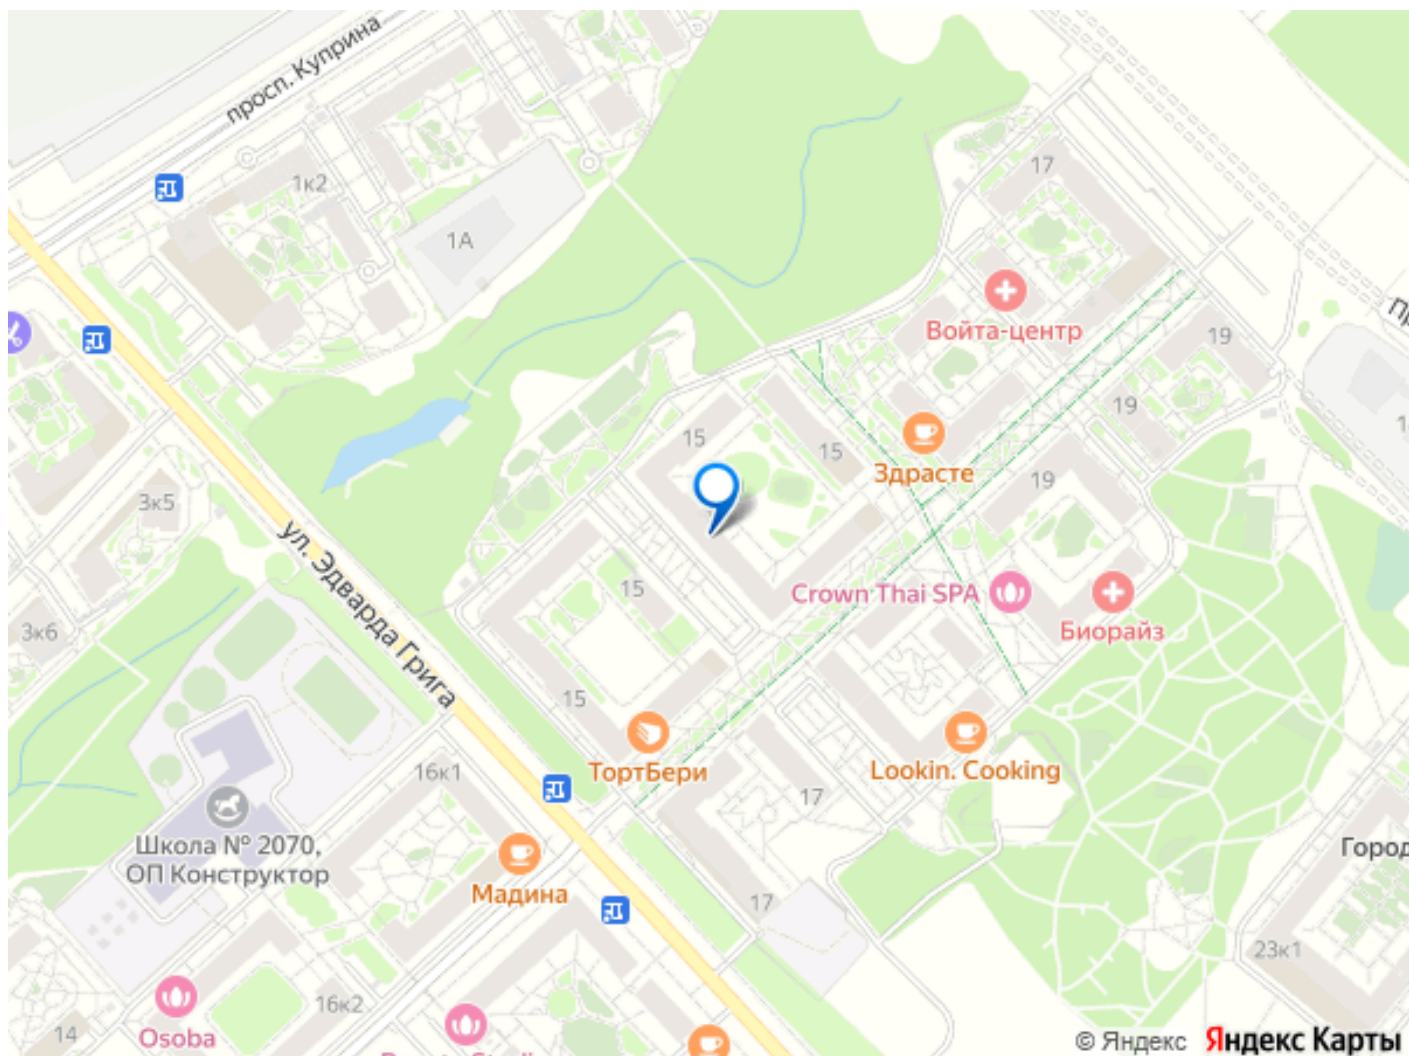 просп. Куприна
17
1к2
1А
Войта-центр
19
15
15
19
Здрасте
19
3к5
ул. Эдварда Грига
15
Crown Thai SPA
3к6
Биорайз
15
16к1
ТортБери
Lookin. Cooking
17
Школа № 2070,
ОП Конструктор
Город
Мадина
17
23к1
16к2
14
Osoba
© Яндекс Яндекс Карты